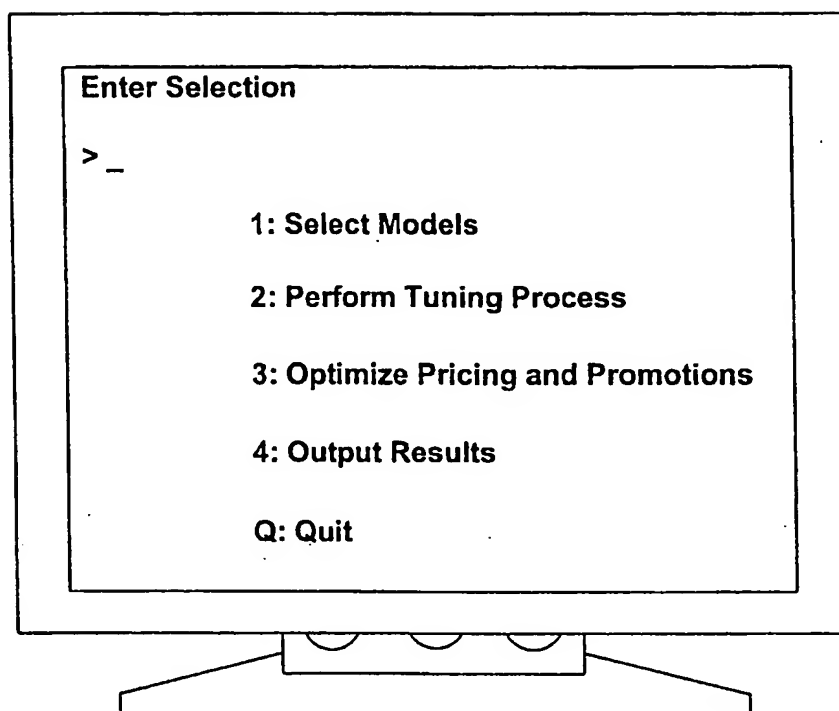 Enter Selection
>_
1: Select Models
2: Perform Tuning Process
3: Optimize Pricing and Promotions
4: Output Results
Q: Quit